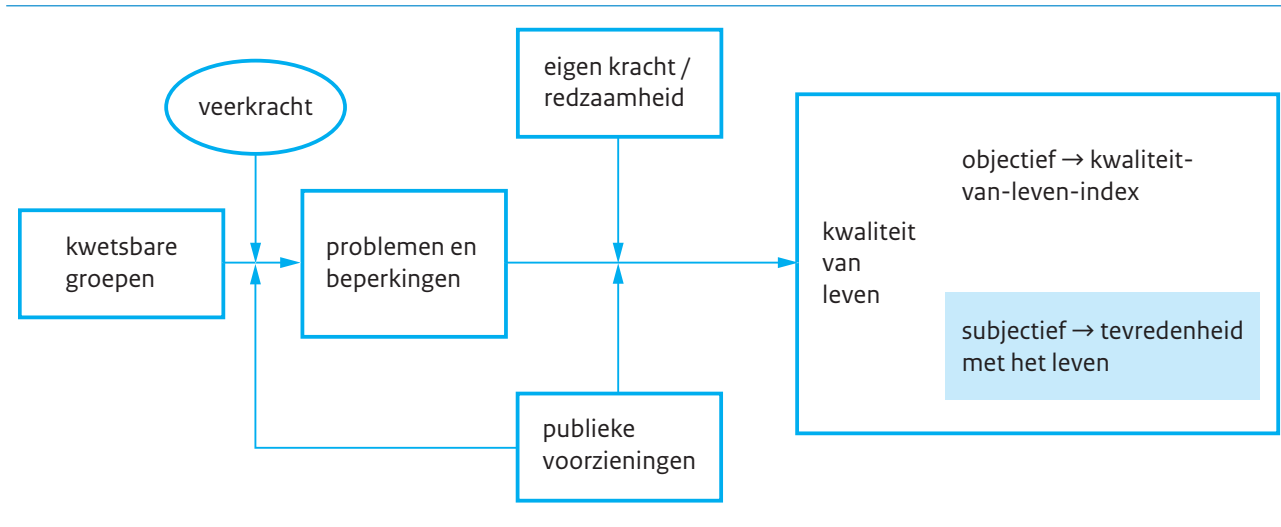 veerkracht
eigen kracht /
redzaamheid
kwetsbare
groepen
problemen en
beperkingen
kwaliteit
van
leven
objectief → kwaliteit-
van-leven-index
subjectief → tevredenheid
met het leven
publieke
voorzieningen